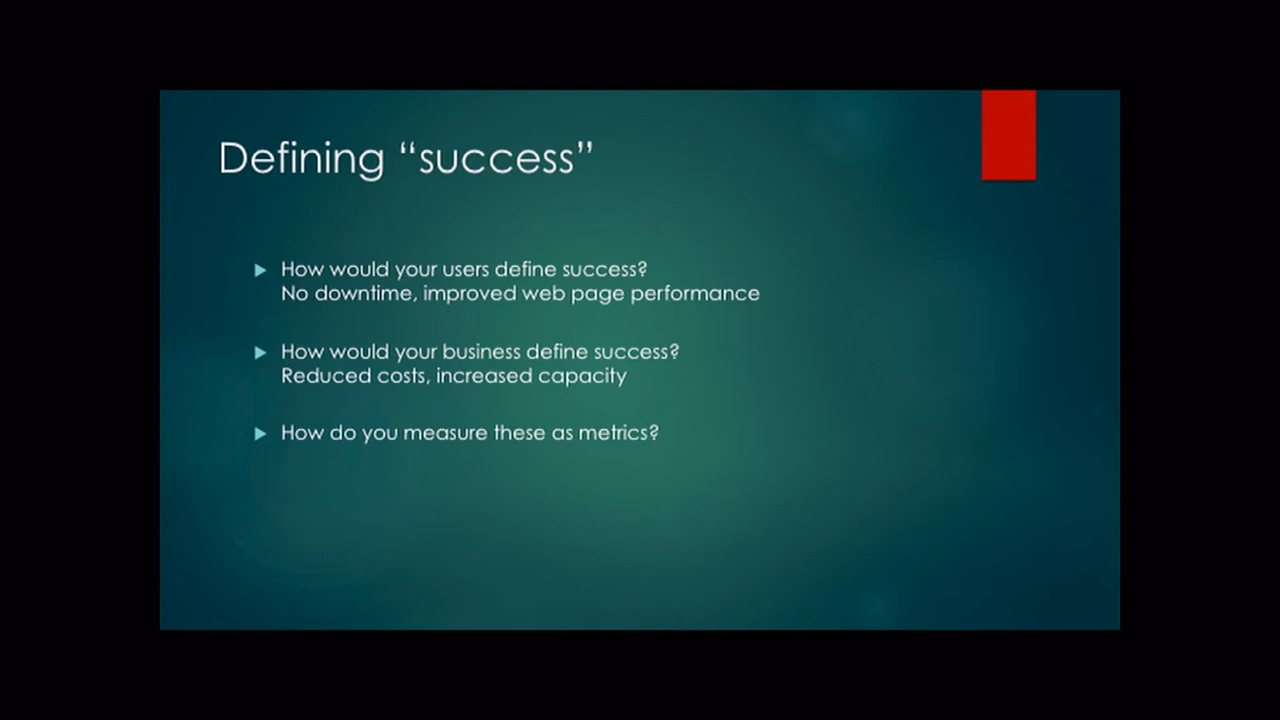 Defining “success”
How would your users define success?
No downtime, improved web page performance
How would your business define success?
Reduced costs, increased capacity
How do you measure these as metrics?